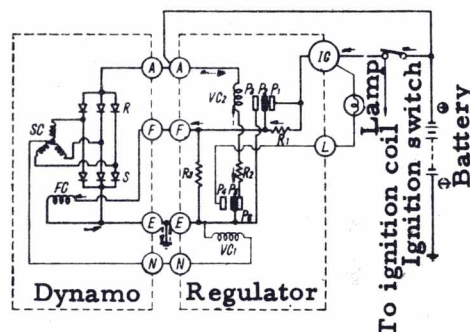 A
A
IG
P3
P2
P1
VC2
R
F
F
R1
L
SC
R3
R2
S
FC
P4
P5
P6
E
E
VC1
N
N
Dynamo
Regulator
Lamp
To ignition coil
Ignition switch
Battery